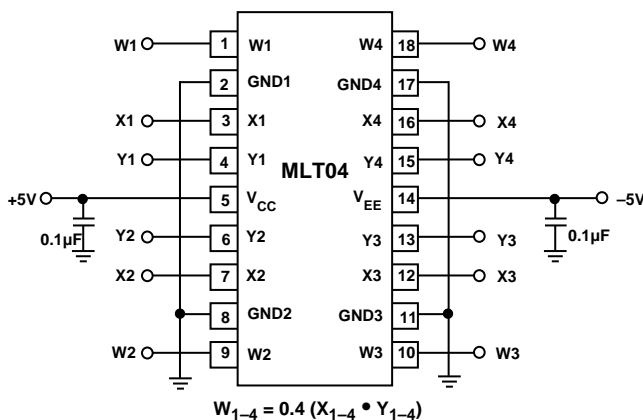 W1 1 W1 W4 18 W4
2 GND1 GND4 17
X1 3 X1 X4 16 X4
Y1 4 Y1 Y4 15 Y4
MLT04
+5V 5 VCC VEE 14 –5V
0.1µF 0.1µF
Y2 6 Y2 Y3 13 Y3
X2 7 X2 X3 12 X3
8 GND2 GND3 11
W2 9 W2 W3 10 W3
W1–4 = 0.4 (X1–4 • Y1–4)